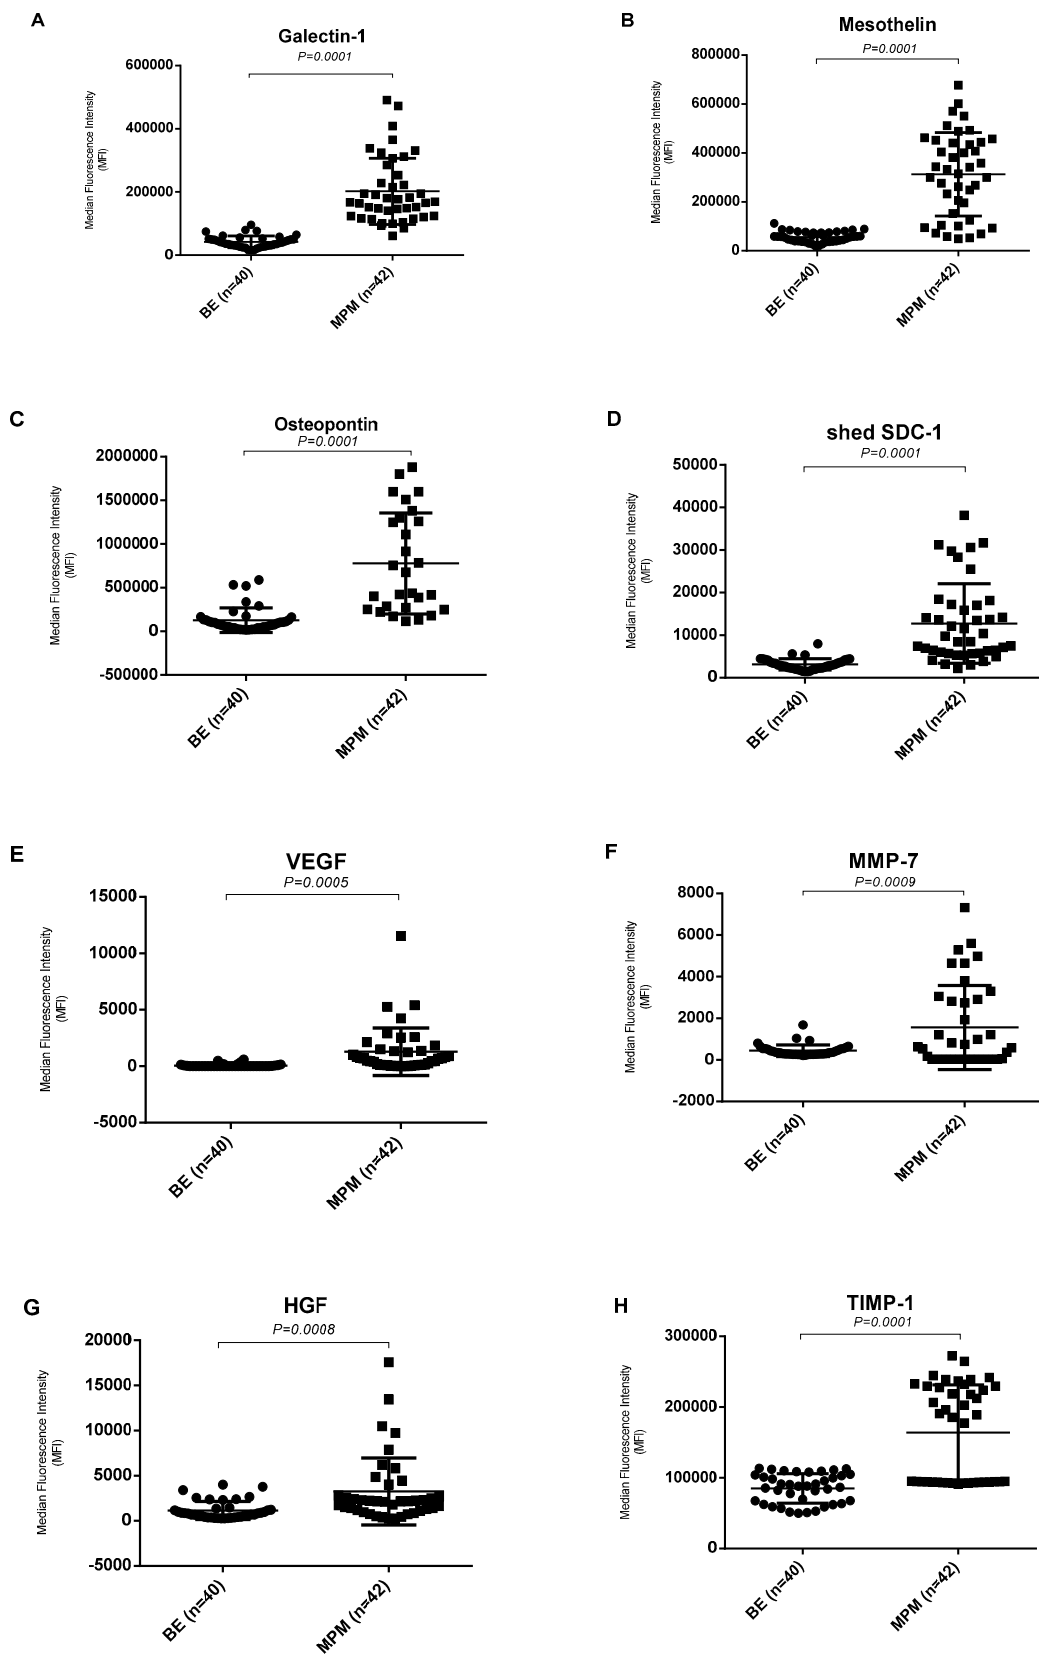 A
Galectin-1
P=0.0001
Median Fluorescence Intensity
(MFI)
600000
400000
200000
0
BE (n=40)
MPM (n=42)
B
Mesothelin
P=0.0001
Median Fluorescence Intensity
(MFI)
800000
600000
400000
200000
0
BE (n=40)
MPM (n=42)
C
Osteopontin
P=0.0001
Median Fluorescence Intensity
(MFI)
2000000
1500000
1000000
500000
0
-500000
BE (n=40)
MPM (n=42)
D
shed SDC-1
P=0.0001
Median Fluorescence Intensity
(MFI)
50000
40000
30000
20000
10000
0
BE (n=40)
MPM (n=42)
E
VEGF
P=0.0005
Median Fluorescence Intensity
(MFI)
15000
10000
5000
0
-5000
BE (n=40)
MPM (n=42)
F
MMP-7
P=0.0009
Median Fluorescence Intensity
(MFI)
8000
6000
4000
2000
0
-2000
BE (n=40)
MPM (n=42)
G
HGF
P=0.0008
Median Fluorescence Intensity
(MFI)
20000
15000
10000
5000
0
-5000
BE (n=40)
MPM (n=42)
H
TIMP-1
P=0.0001
Median Fluorescence Intensity
(MFI)
300000
200000
100000
0
BE (n=40)
MPM (n=42)